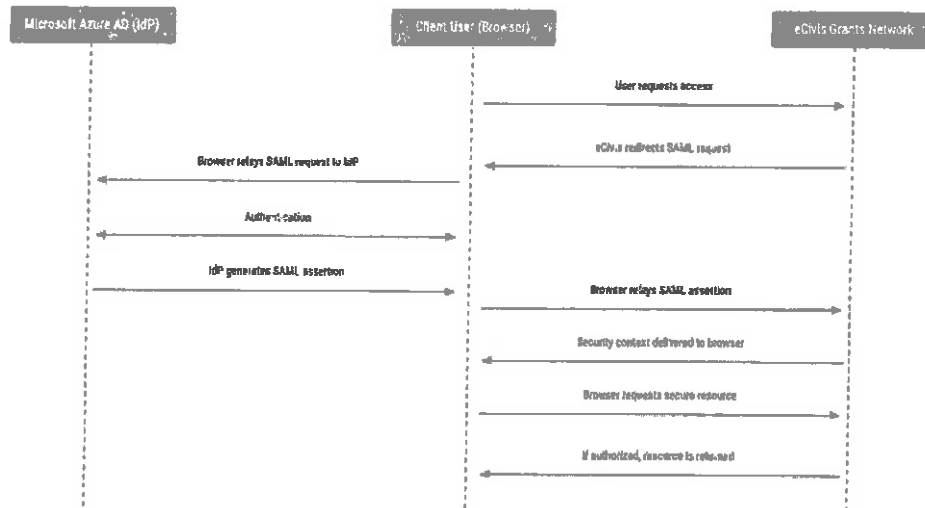 Microsoft Azure AD (IdP)
Client User (Browser)
eCivis Grants Network
User requests access
eCivis redirects SAML request
Browser relays SAML request to IdP
Authentication
IdP generates SAML assertion
Browser relays SAML assertion
Security context delivered to browser
Browser requests secure resource
If authorized, resource is returned